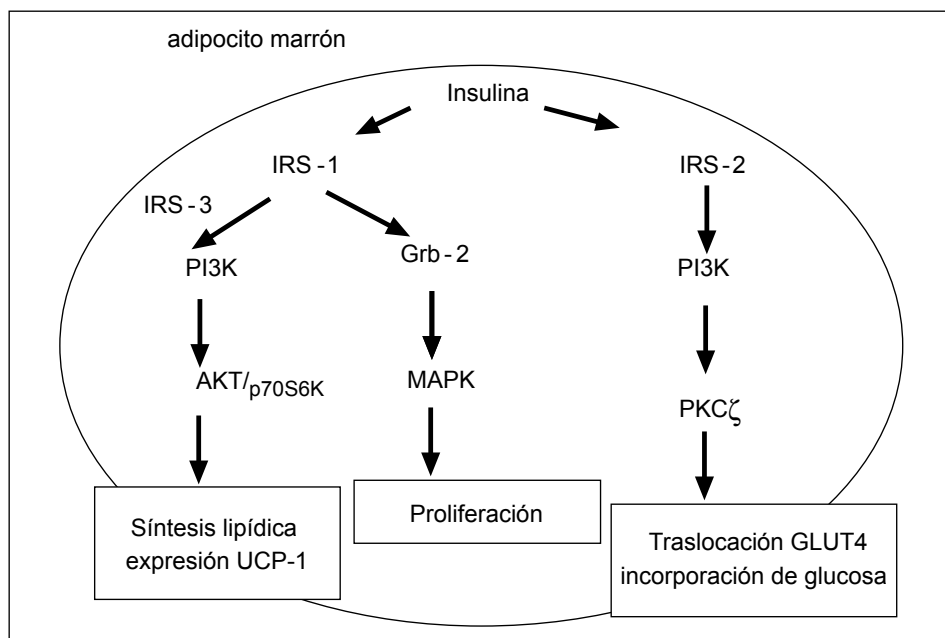 adipocito marrón
Insulina
IRS-1
IRS-2
IRS-3
PI3K
Grb-2
PI3K
AKT/p70S6K
MAPK
PKCζ
Síntesis lipídica
expresión UCP-1
Proliferación
Traslocación GLUT4
incorporación de glucosa